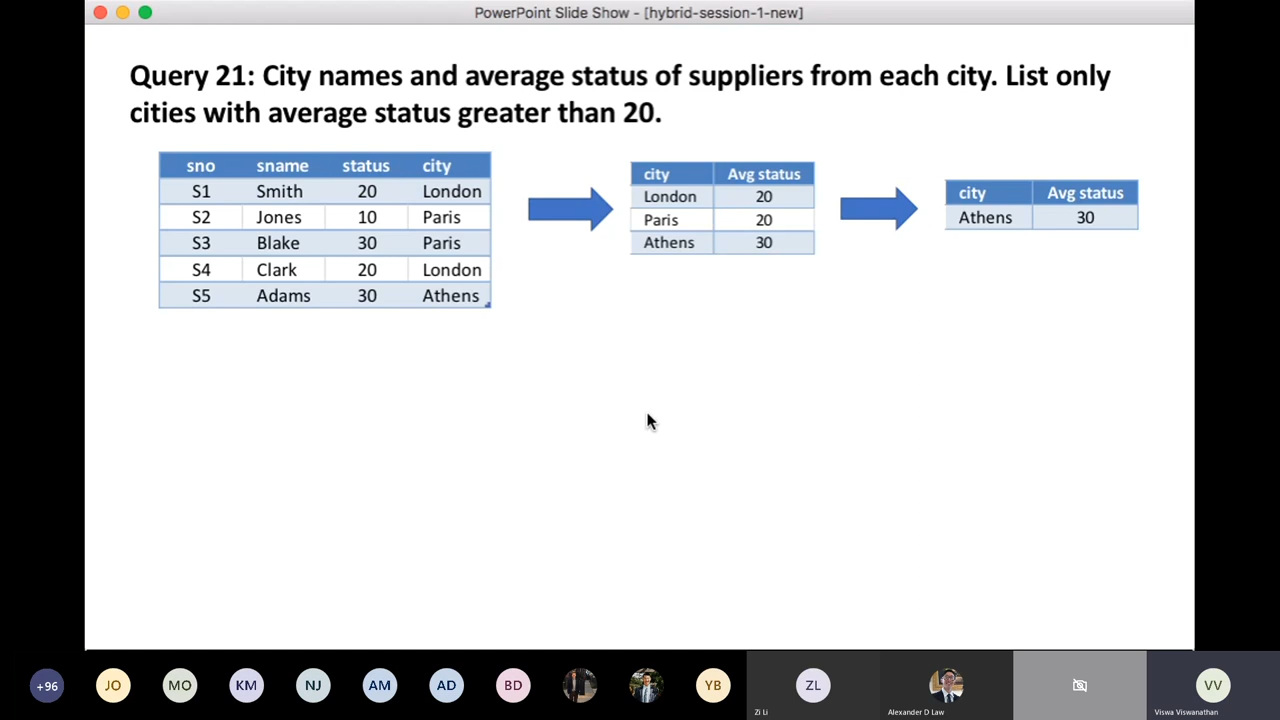 PowerPoint Slide Show - [hybrid-session-1-new]
Query 21: City names and average status of suppliers from each city. List only
cities with average status greater than 20.
sno sname status city
S1 Smith 20 London
S2 Jones 10 Paris
S3 Blake 30 Paris
S4 Clark 20 London
S5 Adams 30 Athens
city Avg status
London 20
Paris 20
Athens 30
city Avg status
Athens 30
+96 JO MO KM NJ AM AD BD YB ZL VV
Zi Li Alexander D Law Viswa Viswanathan